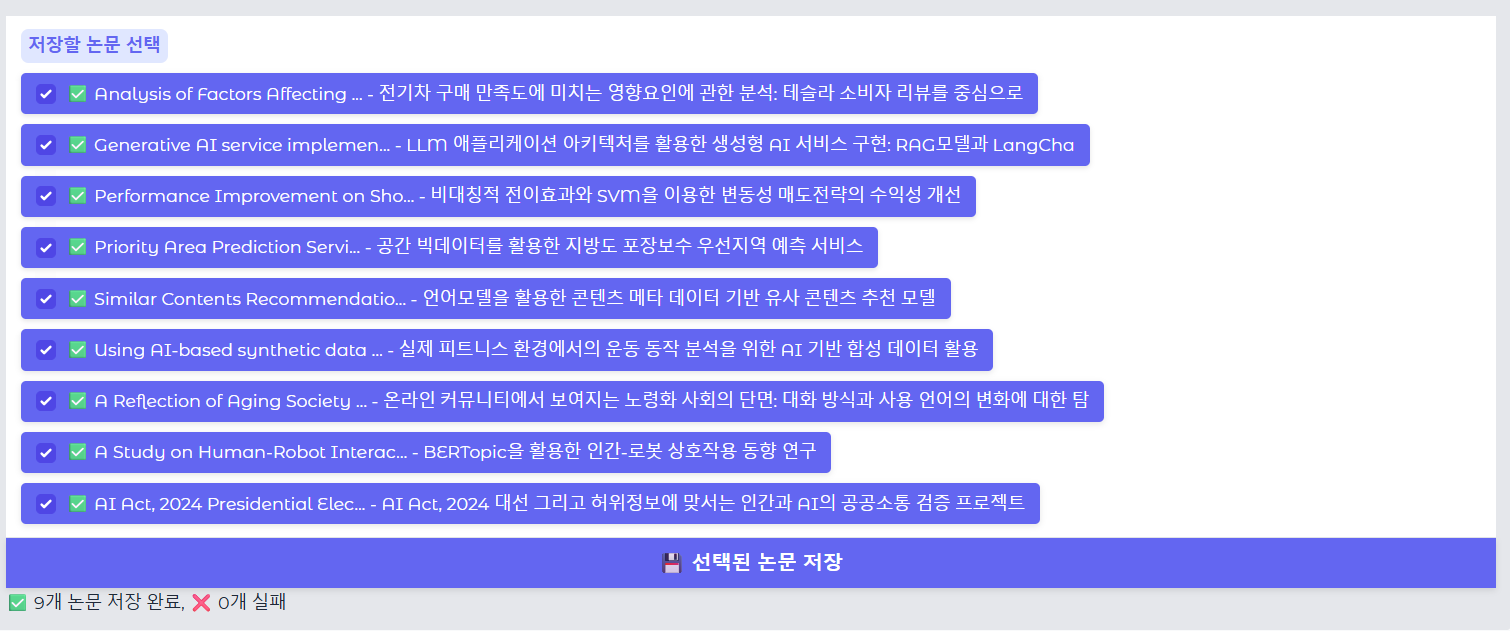 저장할 논문 선택
✅ Analysis of Factors Affecting ... - 전기차 구매 만족도에 미치는 영향요인에 관한 분석: 테슬라 소비자 리뷰를 중심으로
✅ Generative AI service implemen... - LLM 애플리케이션 아키텍처를 활용한 생성형 AI 서비스 구현: RAG모델과 LangCha
✅ Performance Improvement on Sho... - 비대칭적 전이효과와 SVM을 이용한 변동성 매도전략의 수익성 개선
✅ Priority Area Prediction Servi... - 공간 빅데이터를 활용한 지방도 포장보수 우선지역 예측 서비스
✅ Similar Contents Recommendatio... - 언어모델을 활용한 콘텐츠 메타 데이터 기반 유사 콘텐츠 추천 모델
✅ Using AI-based synthetic data ... - 실제 피트니스 환경에서의 운동 동작 분석을 위한 AI 기반 합성 데이터 활용
✅ A Reflection of Aging Society ... - 온라인 커뮤니티에서 보여지는 노령화 사회의 단면: 대화 방식과 사용 언어의 변화에 대한 탐
✅ A Study on Human-Robot Interac... - BERTopic을 활용한 인간-로봇 상호작용 동향 연구
✅ AI Act, 2024 Presidential Elec... - AI Act, 2024 대선 그리고 허위정보에 맞서는 인간과 AI의 공공소통 검증 프로젝트
💾 선택된 논문 저장
✅ 9개 논문 저장 완료, ❌ 0개 실패